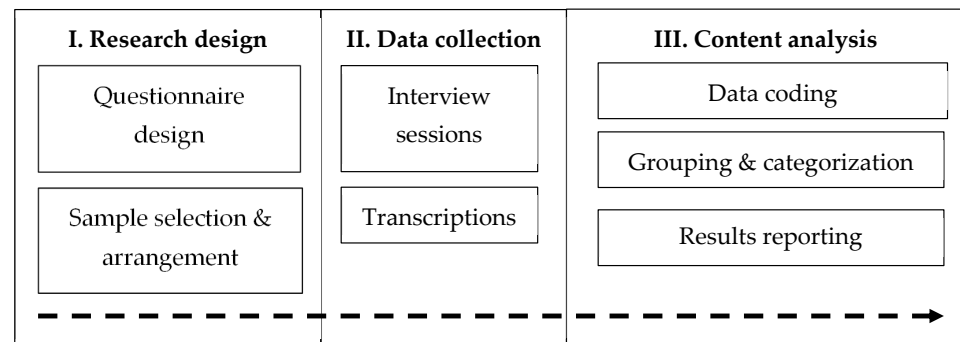 I. Research design
Questionnaire
design
Sample selection &
arrangement
II. Data collection
Interview
sessions
Transcriptions
III. Content analysis
Data coding
Grouping & categorization
Results reporting